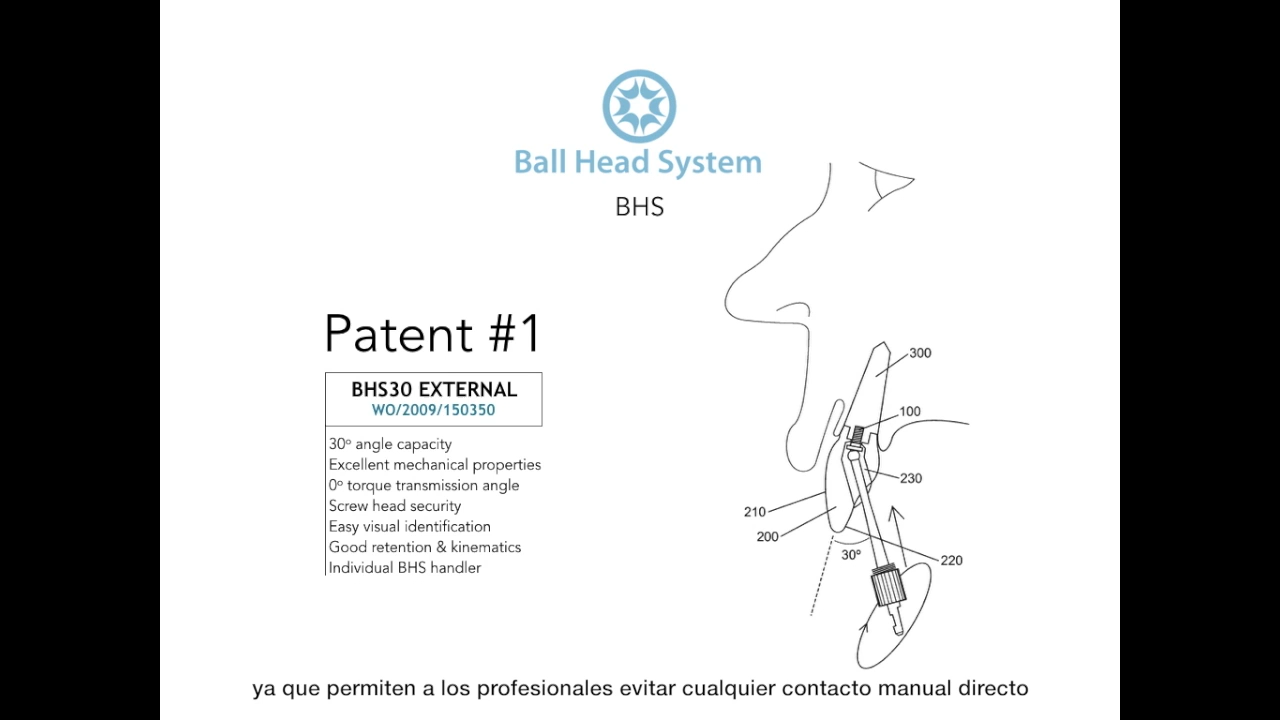 Ball Head System
BHS
Patent #1
BHS30 EXTERNAL
WO/2009/150350
30º angle capacity
Excellent mechanical properties
0º torque transmission angle
Screw head security
Easy visual identification
Good retention & kinematics
Individual BHS handler
300
100
230
210
200
30º
220
ya que permiten a los profesionales evitar cualquier contacto manual directo